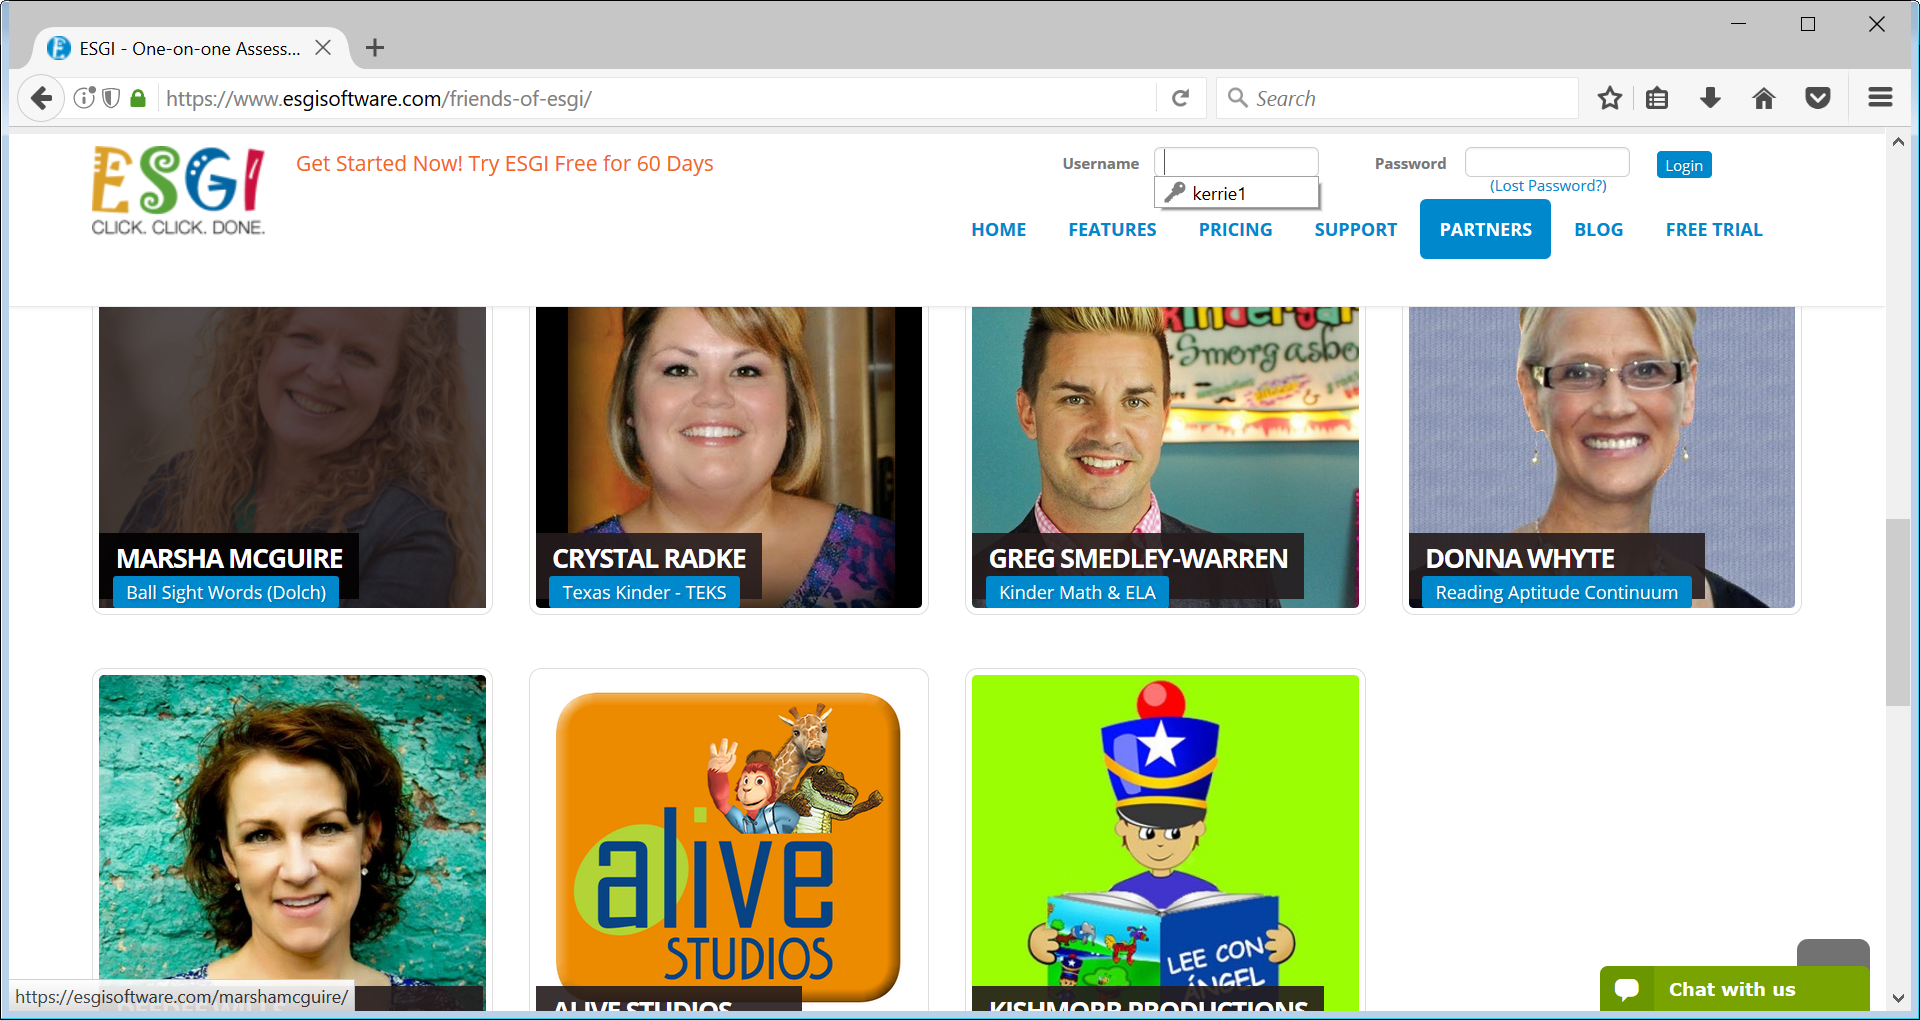 ESGI - One-on-one Assess...
https://www.esgisoftware.com/friends-of-esgi/
Search
ESGI
CLICK. CLICK. DONE.
Get Started Now! Try ESGI Free for 60 Days
Username
Password
Login
(Lost Password?)
kerrie1
HOME
FEATURES
PRICING
SUPPORT
PARTNERS
BLOG
FREE TRIAL
Kindergar
Smorgasbo
MARSHA MCGUIRE
Ball Sight Words (Dolch)
CRYSTAL RADKE
Texas Kinder - TEKS
GREG SMEDLEY-WARREN
Kinder Math & ELA
DONNA WHYTE
Reading Aptitude Continuum
alive
STUDIOS
LEE CON
ÁNGEL
ALIVE STUDIOS
KISHMORR PRODUCTIONS
https://esgisoftware.com/marshamcguire/
Chat with us